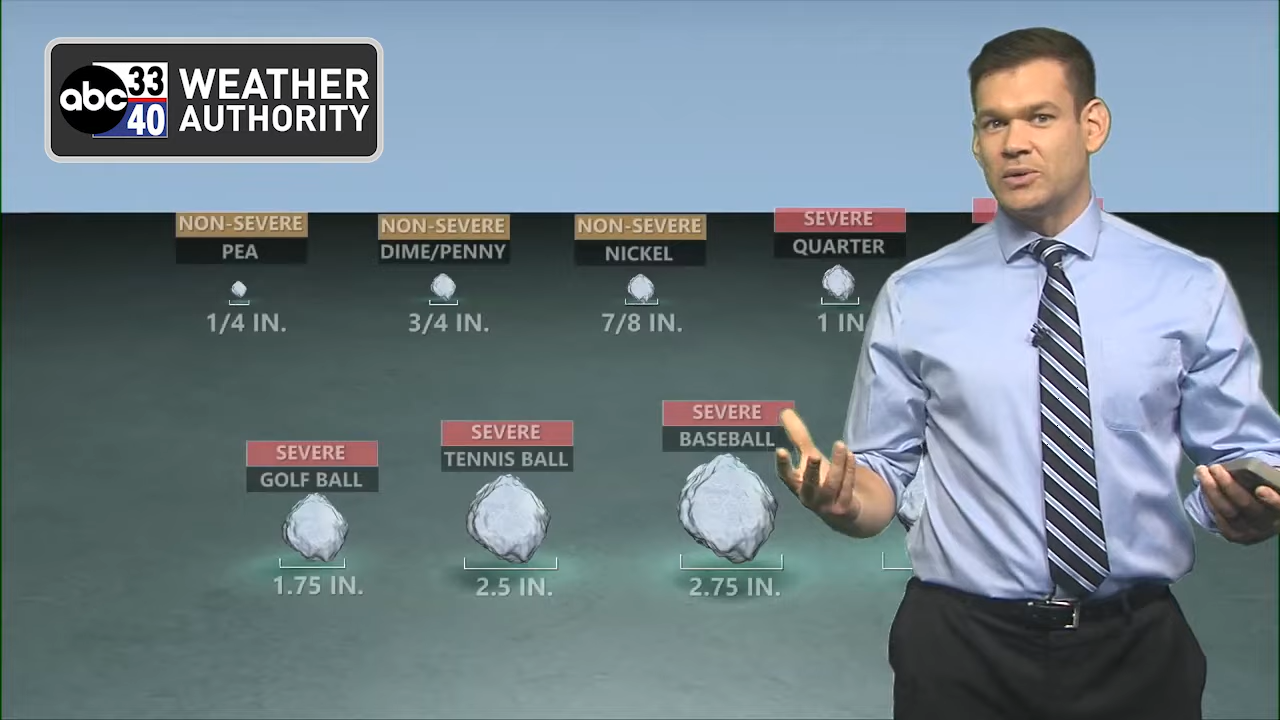 abc 33
40
WEATHER
AUTHORITY
NON-SEVERE
PEA
1/4 IN.
NON-SEVERE
DIME/PENNY
3/4 IN.
NON-SEVERE
NICKEL
7/8 IN.
SEVERE
QUARTER
1 IN
SEVERE
GOLF BALL
1.75 IN.
SEVERE
TENNIS BALL
2.5 IN.
SEVERE
BASEBALL
2.75 IN.